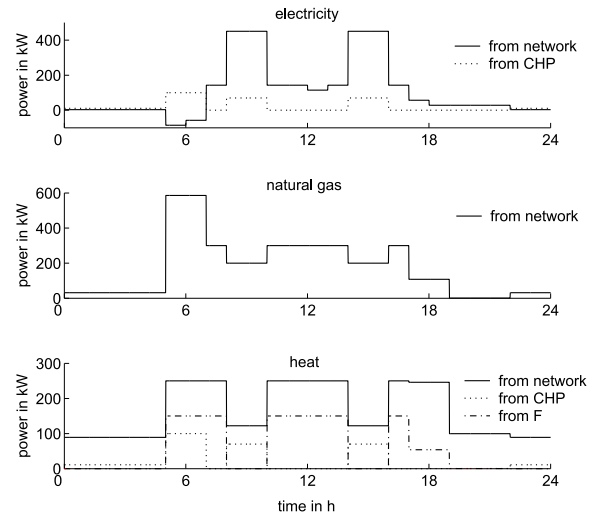 electricity
power in kW
400
200
0
from network
from CHP
0
6
12
18
24
natural gas
power in kW
600
400
200
0
from network
0
6
12
18
24
heat
power in kW
300
200
100
0
from network
from CHP
from F
0
6
12
18
24
time in h